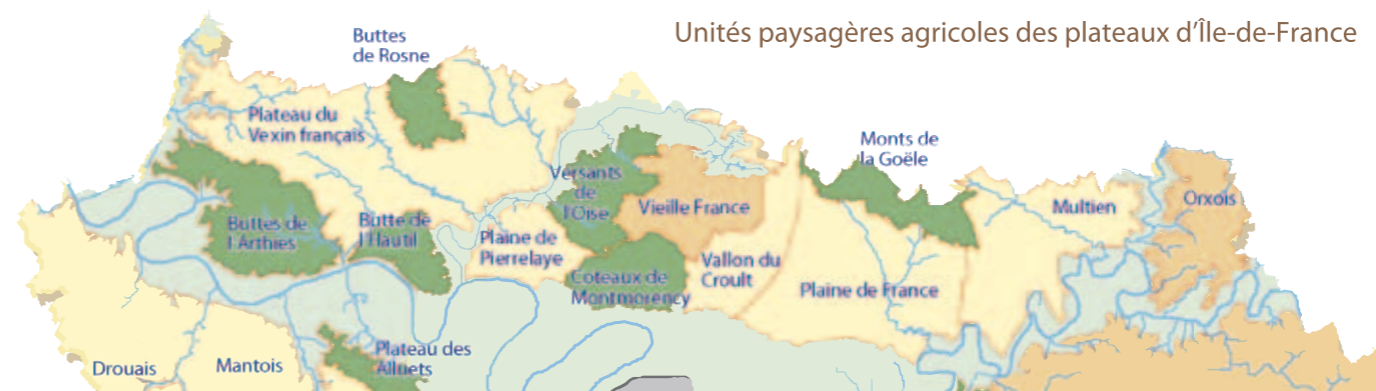 Unités paysagères agricoles des plateaux d'Île-de-France
Buttes
de Rosne
Plateau du
Vexin français
Monts de
la Goële
Versants
de
l'Oise
Vieille France
Multien
Orxois
Buttes de
l'Arthies
Butte de
l'Hautil
Plaine de
Pierrelaye
Coteaux de
Montmorency
Vallon du
Croult
Plaine de France
Drouais
Mantois
Plateau des
Alluets